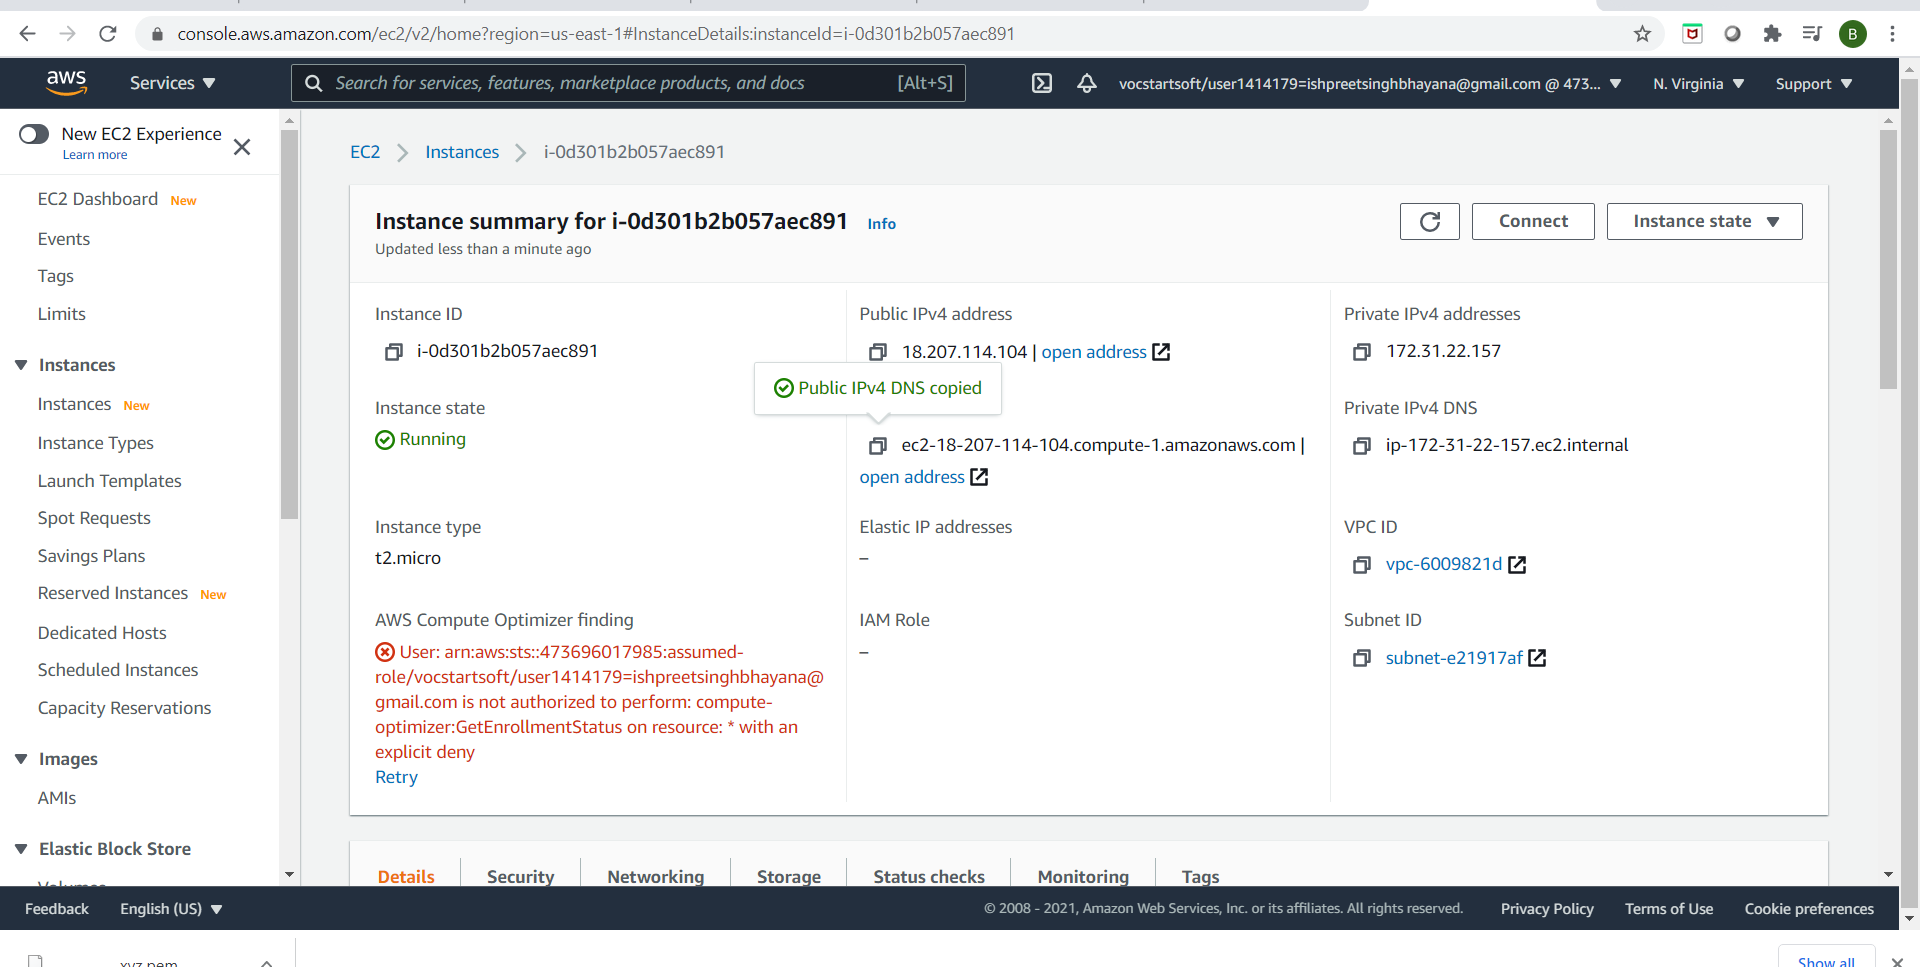 console.aws.amazon.com/ec2/v2/home?region=us-east-1#InstanceDetails:instanceId=i-0d301b2b057aec891
B
aws
Services
Search for services, features, marketplace products, and docs
[Alt+S]
vocstartsoft/user1414179=ishpreetsinghbhayana@gmail.com @ 473...
N. Virginia
Support
New EC2 Experience
Learn more
EC2 Dashboard New
Events
Tags
Limits
Instances
Instances New
Instance Types
Launch Templates
Spot Requests
Savings Plans
Reserved Instances New
Dedicated Hosts
Scheduled Instances
Capacity Reservations
Images
AMIs
Elastic Block Store
Volumes
EC2 > Instances > i-0d301b2b057aec891
Instance summary for i-0d301b2b057aec891 Info
Updated less than a minute ago
Connect
Instance state
Instance ID
i-0d301b2b057aec891
Public IPv4 address
18.207.114.104 | open address
Private IPv4 addresses
172.31.22.157
Public IPv4 DNS copied
Instance state
Running
ec2-18-207-114-104.compute-1.amazonaws.com |
open address
Private IPv4 DNS
ip-172-31-22-157.ec2.internal
Instance type
t2.micro
Elastic IP addresses
–
VPC ID
vpc-6009821d
AWS Compute Optimizer finding
User: arn:aws:sts::473696017985:assumed-
role/vocstartsoft/user1414179=ishpreetsinghbhayana@
gmail.com is not authorized to perform: compute-
optimizer:GetEnrollmentStatus on resource: * with an
explicit deny
Retry
IAM Role
–
Subnet ID
subnet-e21917af
Details
Security
Networking
Storage
Status checks
Monitoring
Tags
Feedback
English (US)
© 2008 - 2021, Amazon Web Services, Inc. or its affiliates. All rights reserved.
Privacy Policy
Terms of Use
Cookie preferences
xyz.pem
Show all